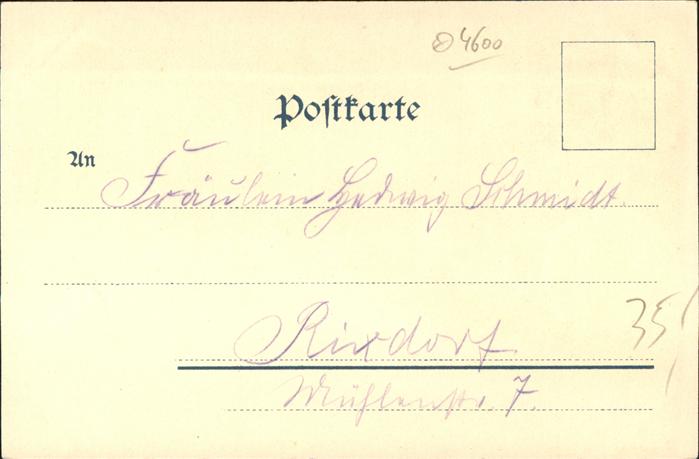 4600
Postkarte
An
Fräulein Hedwig Schmidt.
Rixdorf
35
Mühlenstr. 7.